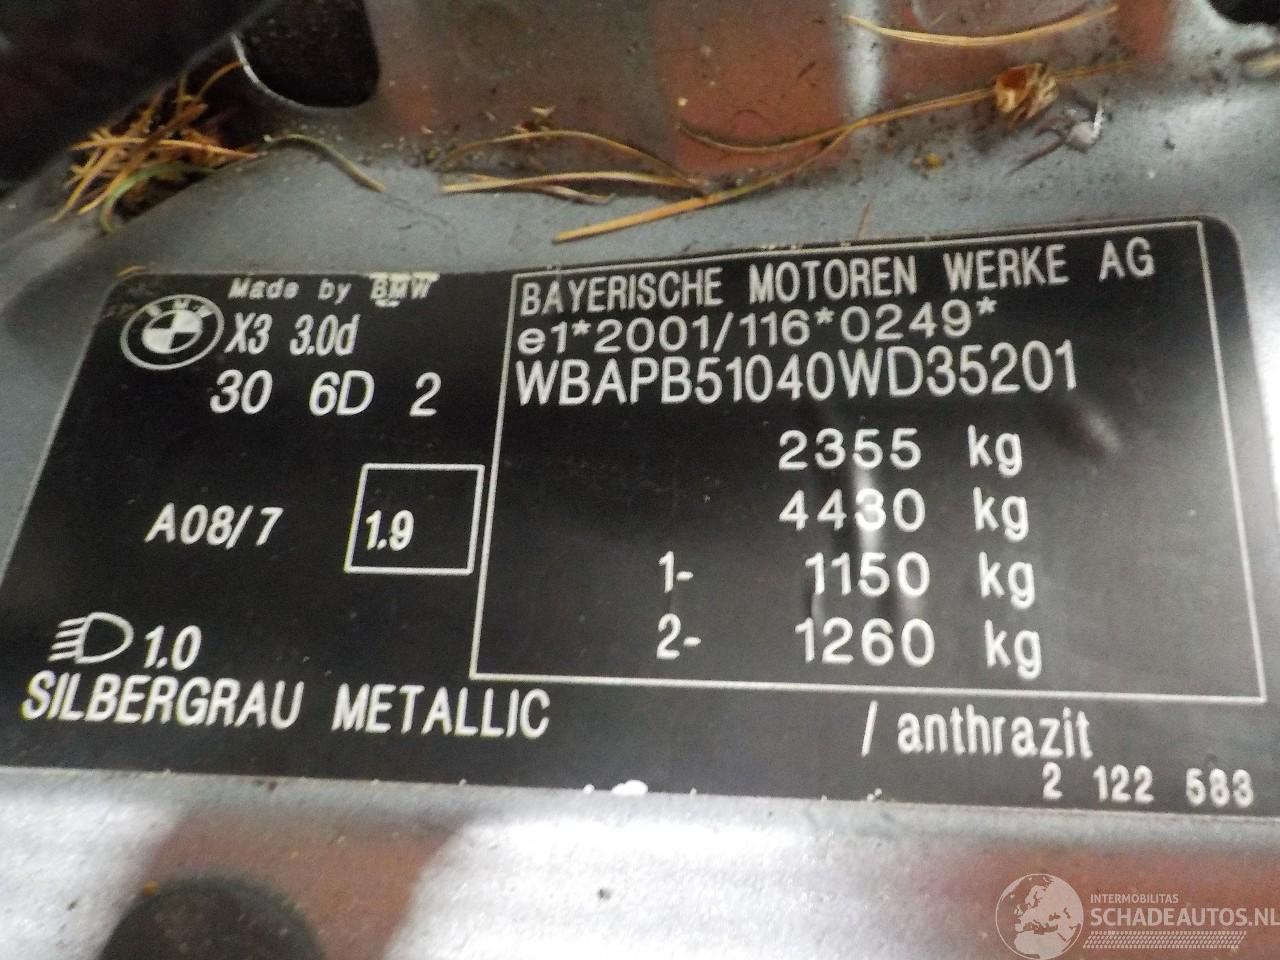 Made by BMW
BMW
X3 3.0d
30 6D 2
A08/7
1.9
1.0
SILBERGRAU METALLIC
BAYERISCHE MOTOREN WERKE AG
e1*2001/116*0249*
WBAPB51040WD35201
2355 kg
4430 kg
1- 1150 kg
2- 1260 kg
/ anthrazit
2 122 583
INTERMOBILITAS
SCHADEAUTOS.NL